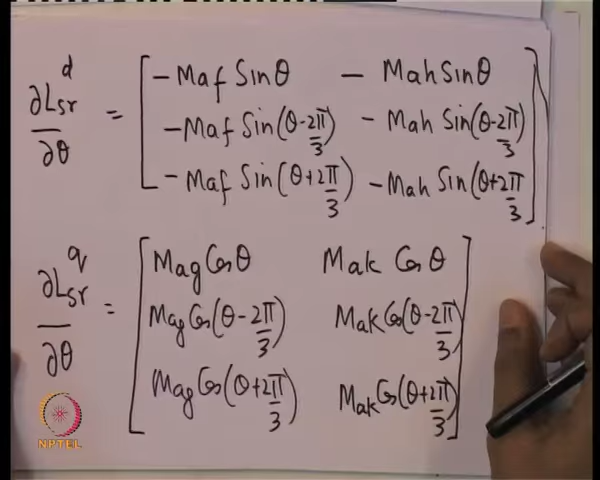 ∂L_sr^d / ∂θ = [ -Maf Sinθ   - Mah Sinθ
-Maf Sin(θ-2π/3)   - Mah Sin(θ-2π/3)
- Maf Sin(θ+2π/3)   - Mah Sin(θ+2π/3 ]
∂L_sr^q / ∂θ = [ Mag Cosθ   Mak Cosθ
Mag Cos(θ-2π/3)   Mak Cos(θ-2π/3)
Mag Cos(θ+2π/3)   Mak Cos(θ+2π/3) ]
NPTEL